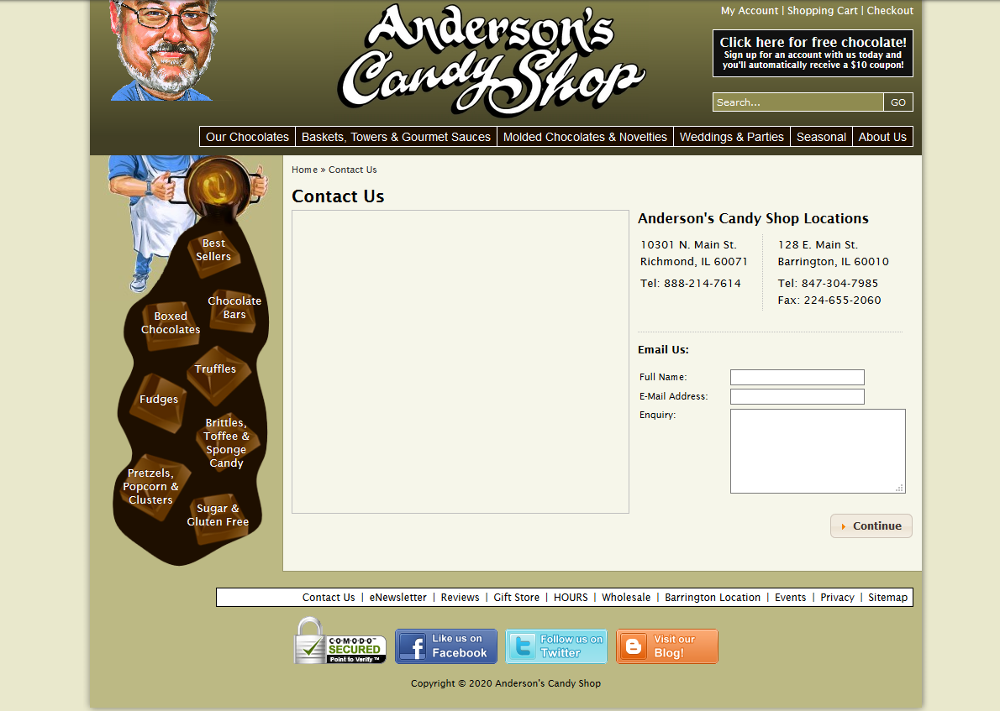 Anderson's
Candy Shop
My Account | Shopping Cart | Checkout
Click here for free chocolate!
Sign up for an account with us today and
you'll automatically receive a $10 coupon!
Search...
GO
Our Chocolates
Baskets, Towers & Gourmet Sauces
Molded Chocolates & Novelties
Weddings & Parties
Seasonal
About Us
Best
Sellers
Chocolate
Bars
Boxed
Chocolates
Truffles
Fudges
Brittles,
Toffee &
Sponge
Candy
Pretzels,
Popcorn &
Clusters
Sugar &
Gluten Free
Home » Contact Us
Contact Us
Anderson's Candy Shop Locations
10301 N. Main St.
Richmond, IL 60071
Tel: 888-214-7614
128 E. Main St.
Barrington, IL 60010
Tel: 847-304-7985
Fax: 224-655-2060
Email Us:
Full Name:
E-Mail Address:
Enquiry:
Continue
Contact Us | eNewsletter | Reviews | Gift Store | HOURS | Wholesale | Barrington Location | Events | Privacy | Sitemap
C·O·M·O·D·O™
SECURED
Point to Verify™
Like us on
Facebook
Follow us on
Twitter
Visit our
Blog!
Copyright © 2020 Anderson's Candy Shop